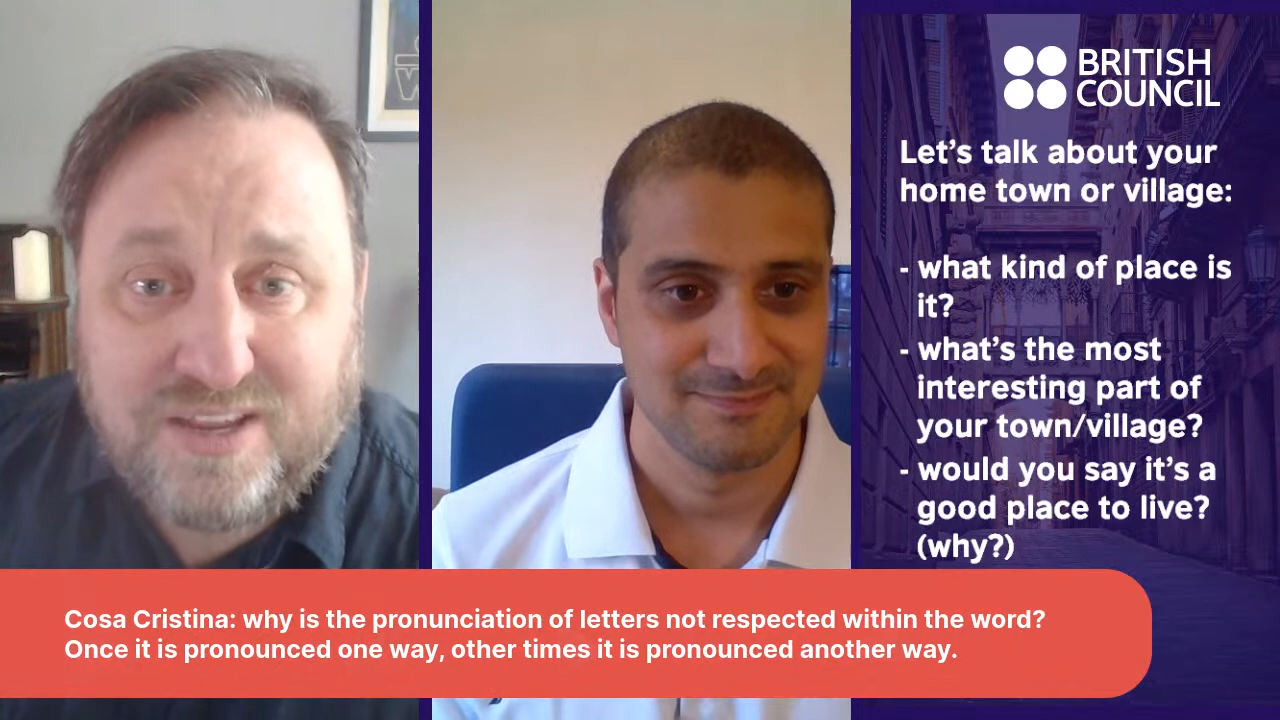 BRITISH
COUNCIL
Let's talk about your
home town or village:
- what kind of place is
it?
- what's the most
interesting part of
your town/village?
- would you say it's a
good place to live?
(why?)
Cosa Cristina: why is the pronunciation of letters not respected within the word?
Once it is pronounced one way, other times it is pronounced another way.